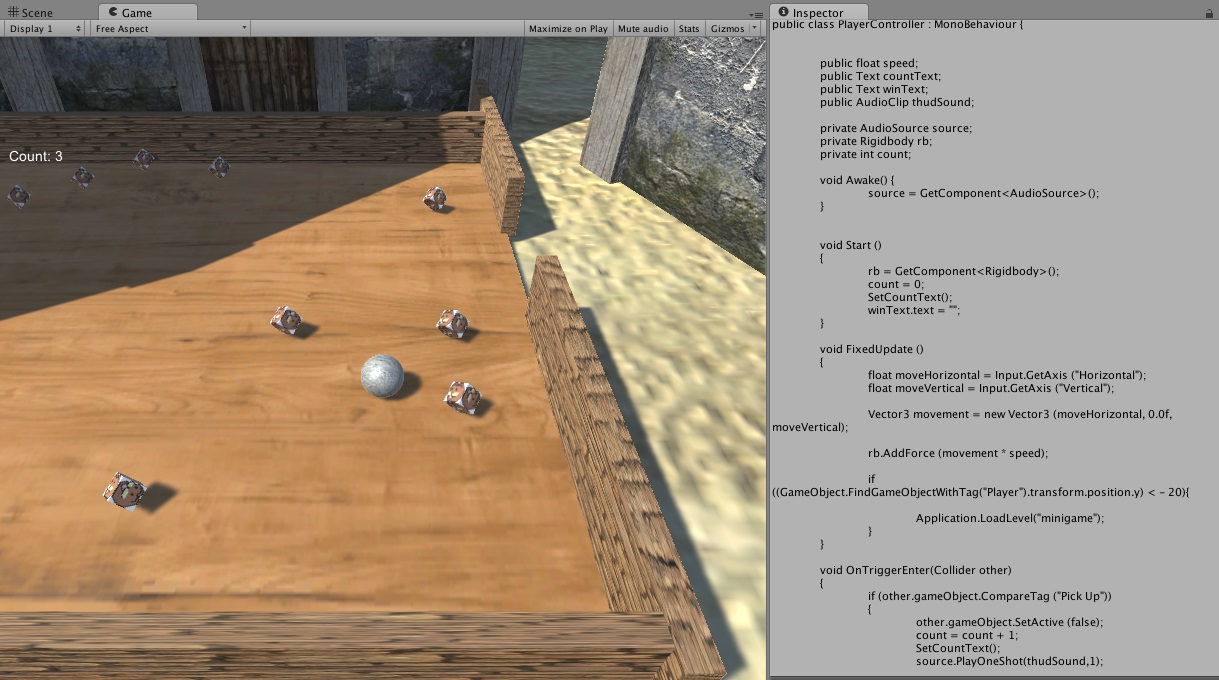 Scene
Game
Display 1
Free Aspect
Maximize on Play
Mute audio
Stats
Gizmos
Count: 3
Inspector
public class PlayerController : MonoBehaviour {
public float speed;
public Text countText;
public Text winText;
public AudioClip thudSound;
private AudioSource source;
private Rigidbody rb;
private int count;
void Awake() {
source = GetComponent<AudioSource>();
}
void Start ()
{
rb = GetComponent<Rigidbody>();
count = 0;
SetCountText();
winText.text = "";
}
void FixedUpdate ()
{
float moveHorizontal = Input.GetAxis ("Horizontal");
float moveVertical = Input.GetAxis ("Vertical");
Vector3 movement = new Vector3 (moveHorizontal, 0.0f,
moveVertical);
rb.AddForce (movement * speed);
if
((GameObject.FindGameObjectWithTag("Player").transform.position.y) < - 20){
Application.LoadLevel("minigame");
}
}
void OnTriggerEnter(Collider other)
{
if (other.gameObject.CompareTag ("Pick Up"))
{
other.gameObject.SetActive (false);
count = count + 1;
SetCountText();
source.PlayOneShot(thudSound,1);